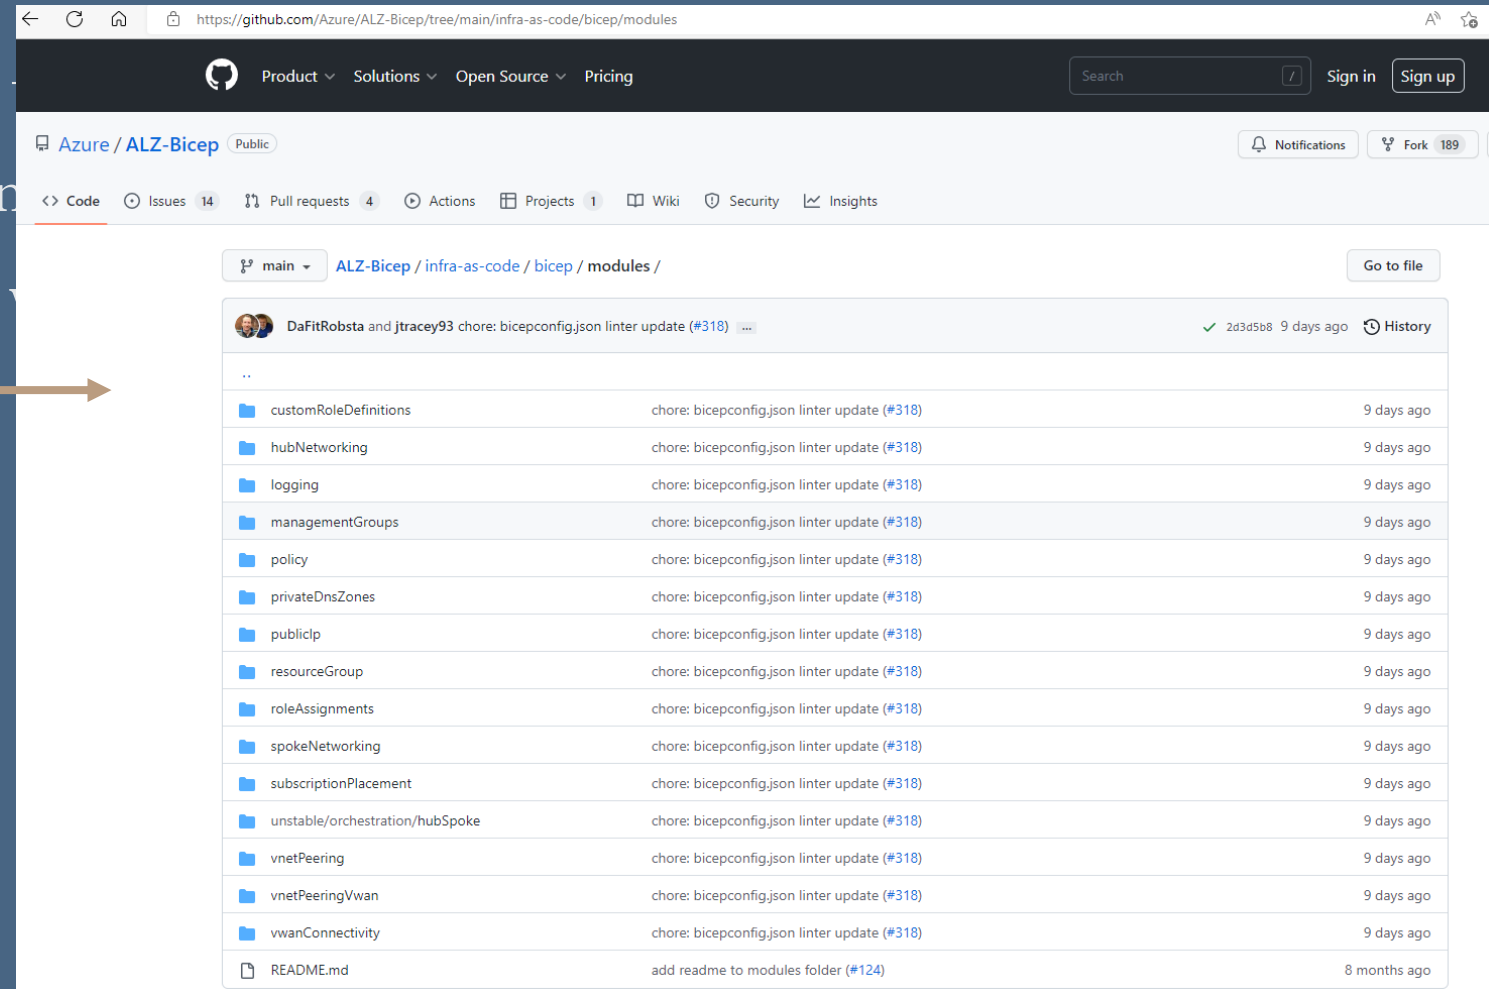 https://github.com/Azure/ALZ-Bicep/tree/main/infra-as-code/bicep/modules
Product Solutions Open Source Pricing Search / Sign in Sign up
Azure / ALZ-Bicep Public Notifications Fork 189
<> Code Issues 14 Pull requests 4 Actions Projects 1 Wiki Security Insights
main ALZ-Bicep / infra-as-code / bicep / modules / Go to file
DaFitRobsta and jtracey93 chore: bicepconfig.json linter update (#318) ... 2d3d5b8 9 days ago History
..
customRoleDefinitions chore: bicepconfig.json linter update (#318) 9 days ago
hubNetworking chore: bicepconfig.json linter update (#318) 9 days ago
logging chore: bicepconfig.json linter update (#318) 9 days ago
managementGroups chore: bicepconfig.json linter update (#318) 9 days ago
policy chore: bicepconfig.json linter update (#318) 9 days ago
privateDnsZones chore: bicepconfig.json linter update (#318) 9 days ago
publicIp chore: bicepconfig.json linter update (#318) 9 days ago
resourceGroup chore: bicepconfig.json linter update (#318) 9 days ago
roleAssignments chore: bicepconfig.json linter update (#318) 9 days ago
spokeNetworking chore: bicepconfig.json linter update (#318) 9 days ago
subscriptionPlacement chore: bicepconfig.json linter update (#318) 9 days ago
unstable/orchestration/hubSpoke chore: bicepconfig.json linter update (#318) 9 days ago
vnetPeering chore: bicepconfig.json linter update (#318) 9 days ago
vnetPeeringVwan chore: bicepconfig.json linter update (#318) 9 days ago
vwanConnectivity chore: bicepconfig.json linter update (#318) 9 days ago
README.md add readme to modules folder (#124) 8 months ago